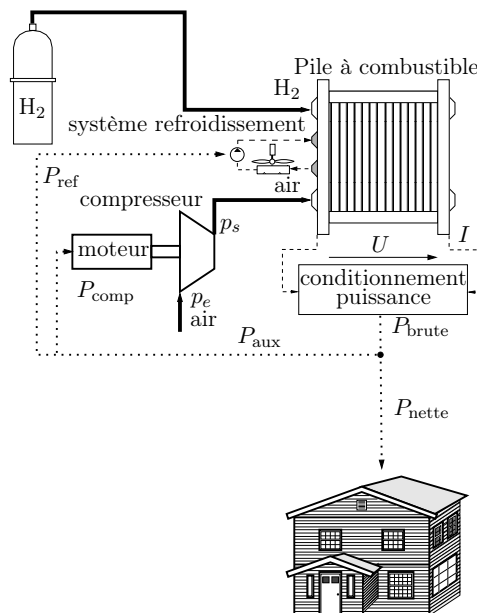 Pile à combustible
H2
H2
système refroidissement
Pref
air
compresseur
ps
I
U
moteur
conditionnement
puissance
Pcomp
pe
air
Pbrute
Paux
Pnette